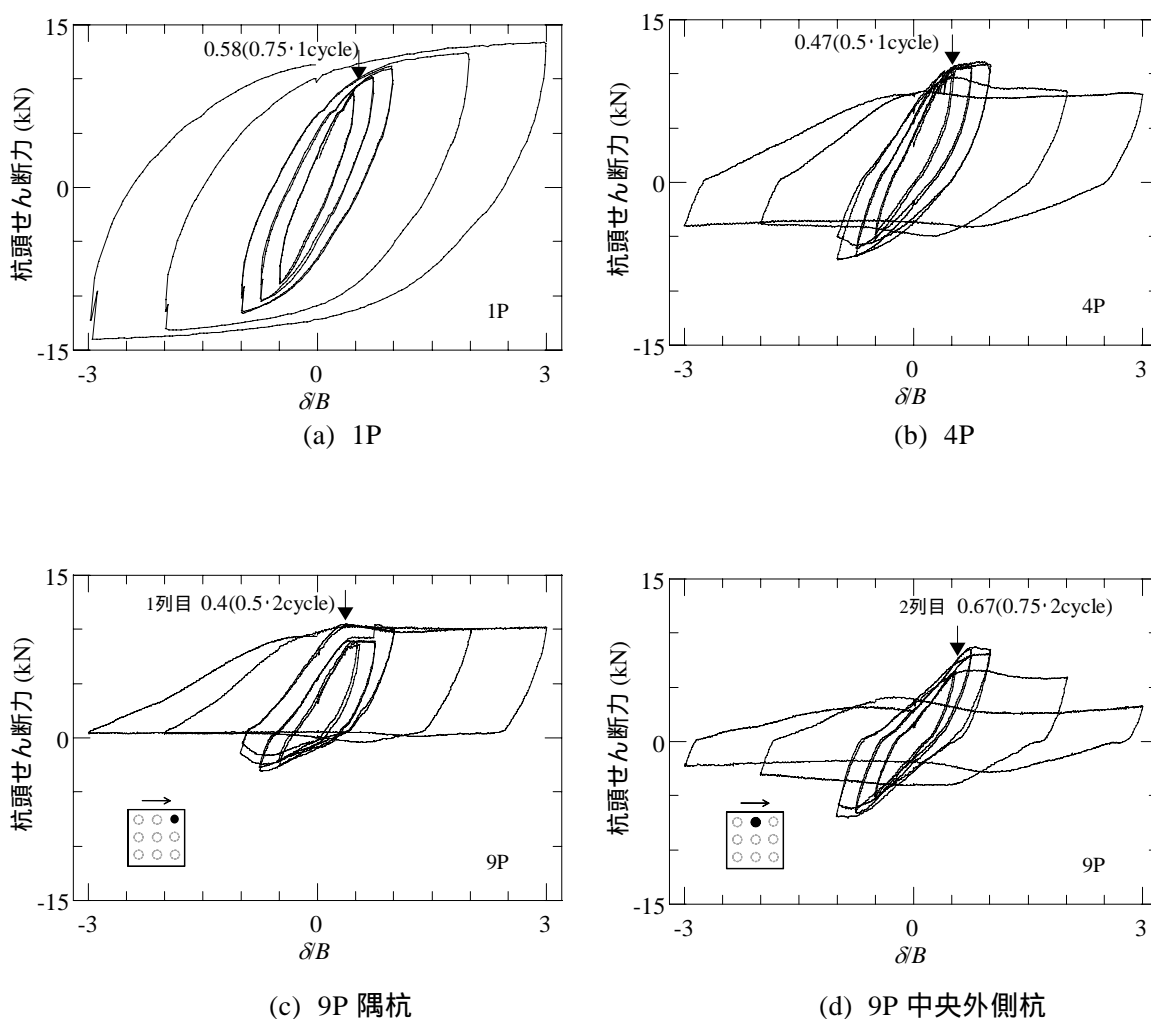 15
0.58(0.75·1cycle)
杭頭せん断力 (kN)
0
1P
-15
-3
0
3
δ/B
(a) 1P
15
0.47(0.5·1cycle)
杭頭せん断力 (kN)
0
4P
-15
-3
0
3
δ/B
(b) 4P
15
1列目 0.4(0.5·2cycle)
杭頭せん断力 (kN)
0
9P
-15
-3
0
3
δ/B
(c) 9P 隅杭
15
2列目 0.67(0.75·2cycle)
杭頭せん断力 (kN)
0
9P
-15
-3
0
3
δ/B
(d) 9P 中央外側杭